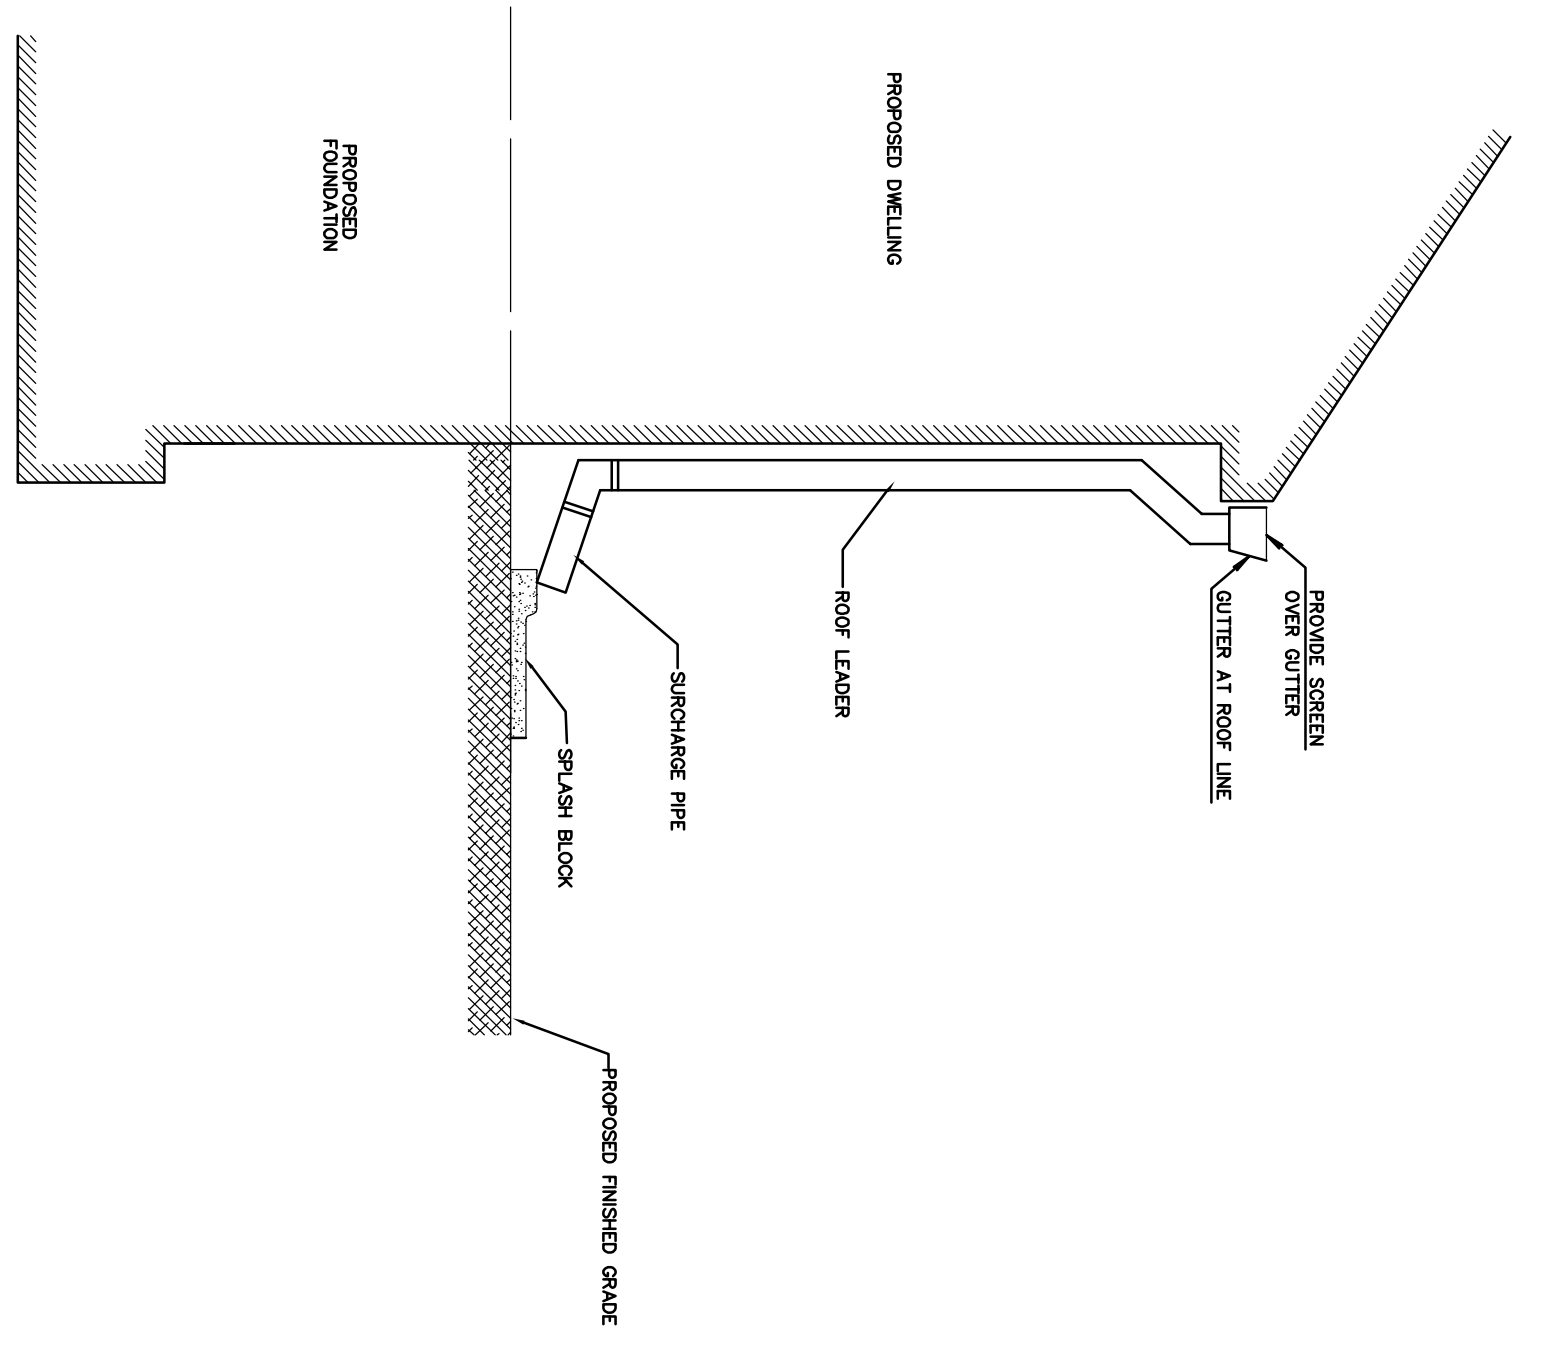 PROVIDE SCREEN
OVER GUTTER
GUTTER AT ROOF LINE
PROPOSED DWELLING
ROOF LEADER
SURCHARGE PIPE
PROPOSED FINISHED GRADE
SPLASH BLOCK
PROPOSED
FOUNDATION